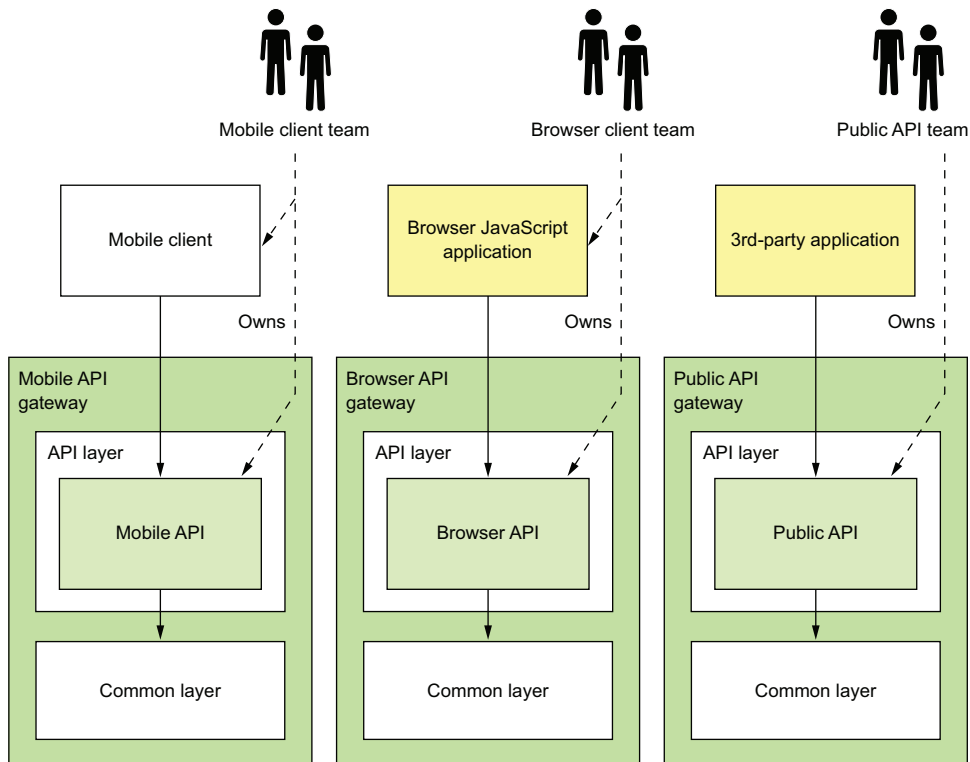 Mobile client team
Browser client team
Public API team
Mobile client
Browser JavaScript
application
3rd-party application
Owns
Owns
Owns
Mobile API
gateway
Browser API
gateway
Public API
gateway
API layer
API layer
API layer
Mobile API
Browser API
Public API
Common layer
Common layer
Common layer